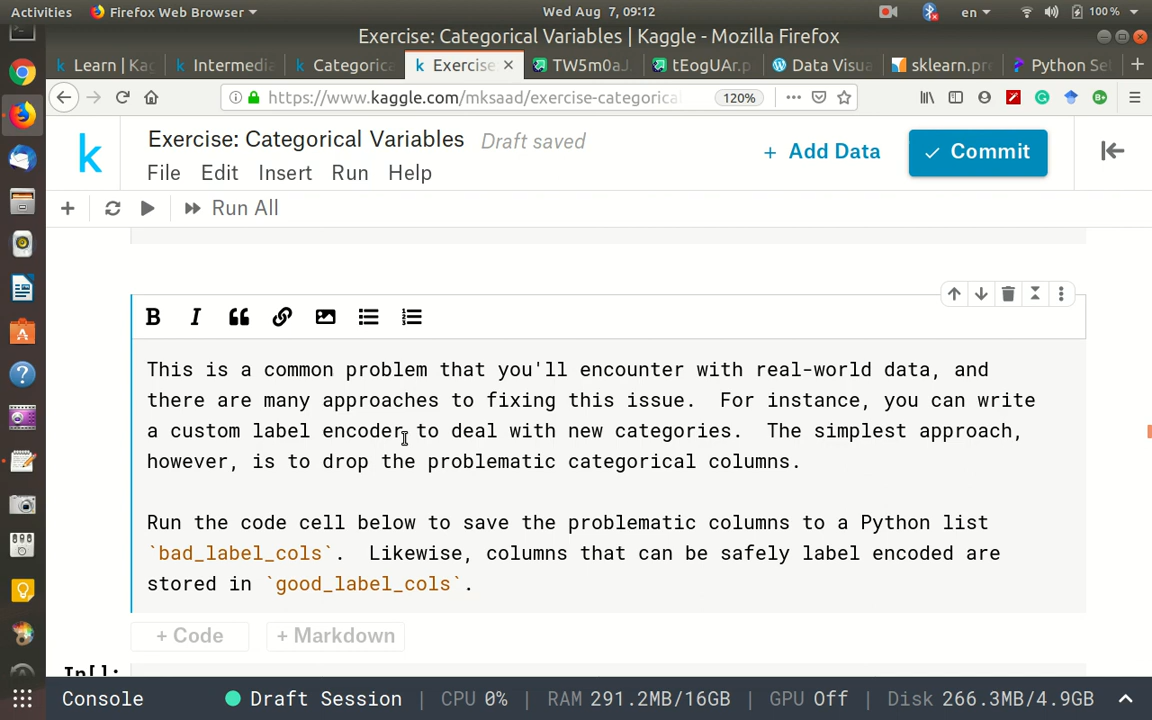 Activities Firefox Web Browser Wed Aug 7, 09:12 en 100%
Exercise: Categorical Variables | Kaggle - Mozilla Firefox
Learn | Kag Intermedia Categorica Exercise TW5m0aJ tEogUAr.p Data Visua sklearn.pre Python Se
https://www.kaggle.com/mksaad/exercise-categorica 120%
Exercise: Categorical Variables Draft saved
+ Add Data Commit
File Edit Insert Run Help
Run All
This is a common problem that you'll encounter with real-world data, and
there are many approaches to fixing this issue. For instance, you can write
a custom label encoder to deal with new categories. The simplest approach,
however, is to drop the problematic categorical columns.
Run the code cell below to save the problematic columns to a Python list
`bad_label_cols`. Likewise, columns that can be safely label encoded are
stored in `good_label_cols`.
+ Code + Markdown
In[]:
Console Draft Session | CPU 0% | RAM 291.2MB/16GB | GPU Off | Disk 266.3MB/4.9GB